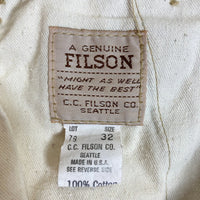 A GENUINE
FILSON
"MIGHT AS WELL
HAVE THE BEST"
C.C. FILSON CO.
SEATTLE
LOT SIZE
79 32
C.C. FILSON CO.
SEATTLE
MADE IN U.S.A.
SEE REVERSE SIDE
100% Cotton